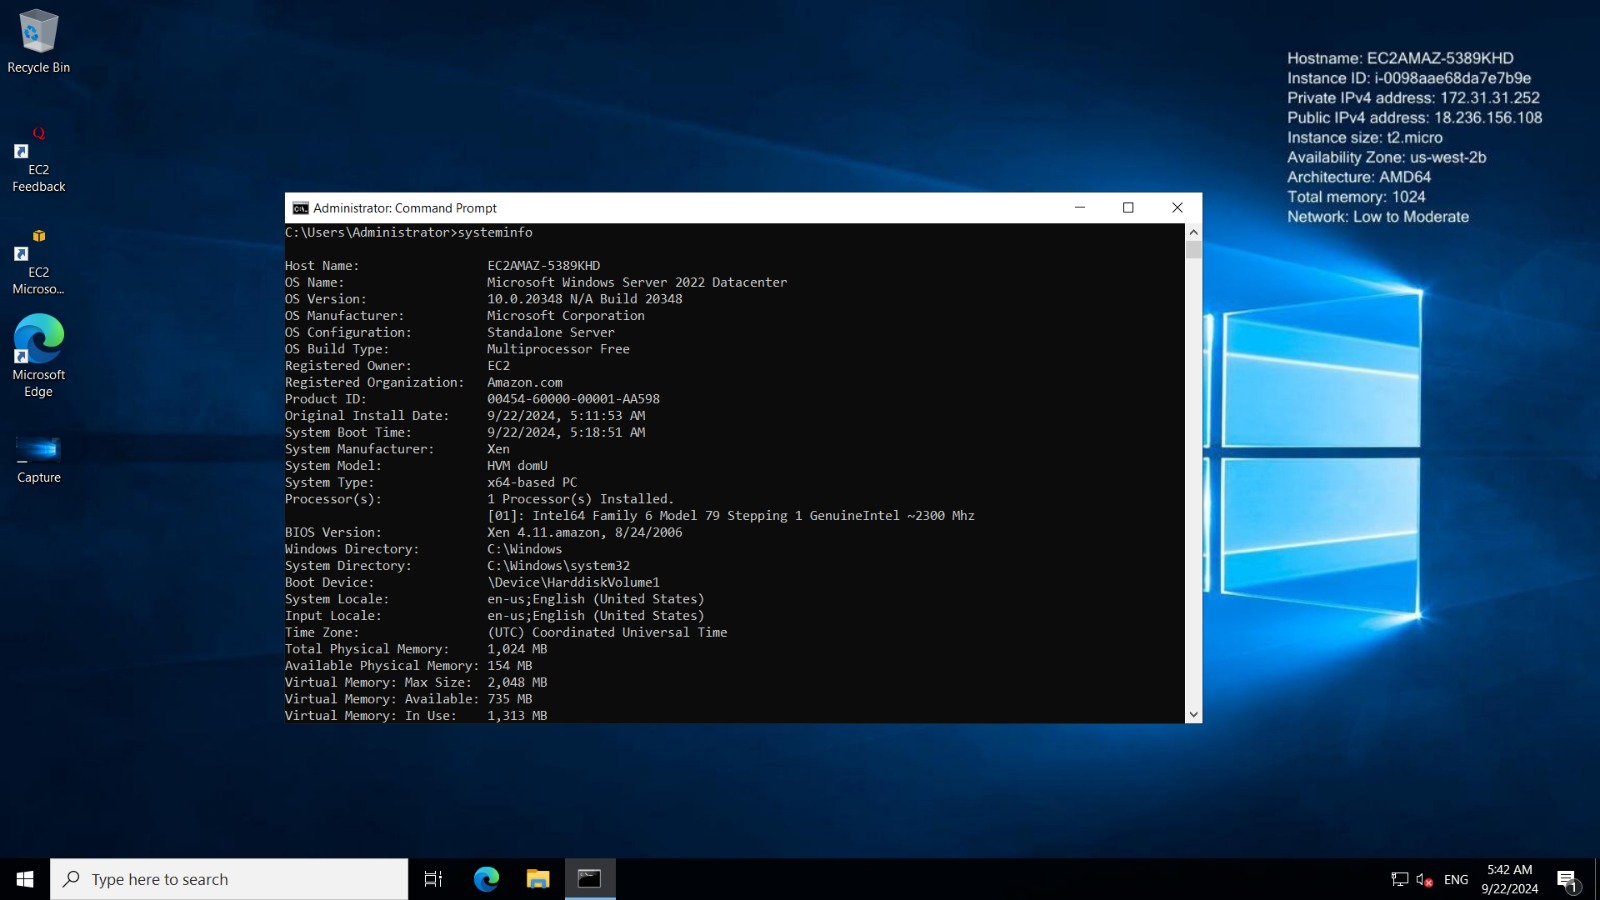 Recycle Bin
Q
EC2
Feedback
EC2
Microso...
Microsoft
Edge
Capture
Hostname: EC2AMAZ-5389KHD
Instance ID: i-0098aae68da7e7b9e
Private IPv4 address: 172.31.31.252
Public IPv4 address: 18.236.156.108
Instance size: t2.micro
Availability Zone: us-west-2b
Architecture: AMD64
Total memory: 1024
Network: Low to Moderate
Administrator: Command Prompt
C:\Users\Administrator>systeminfo
Host Name: EC2AMAZ-5389KHD
OS Name: Microsoft Windows Server 2022 Datacenter
OS Version: 10.0.20348 N/A Build 20348
OS Manufacturer: Microsoft Corporation
OS Configuration: Standalone Server
OS Build Type: Multiprocessor Free
Registered Owner: EC2
Registered Organization: Amazon.com
Product ID: 00454-60000-00001-AA598
Original Install Date: 9/22/2024, 5:11:53 AM
System Boot Time: 9/22/2024, 5:18:51 AM
System Manufacturer: Xen
System Model: HVM domU
System Type: x64-based PC
Processor(s): 1 Processor(s) Installed.
[01]: Intel64 Family 6 Model 79 Stepping 1 GenuineIntel ~2300 Mhz
BIOS Version: Xen 4.11.amazon, 8/24/2006
Windows Directory: C:\Windows
System Directory: C:\Windows\system32
Boot Device: \Device\HarddiskVolume1
System Locale: en-us;English (United States)
Input Locale: en-us;English (United States)
Time Zone: (UTC) Coordinated Universal Time
Total Physical Memory: 1,024 MB
Available Physical Memory: 154 MB
Virtual Memory: Max Size: 2,048 MB
Virtual Memory: Available: 735 MB
Virtual Memory: In Use: 1,313 MB
Type here to search
ENG
5:42 AM
9/22/2024
1